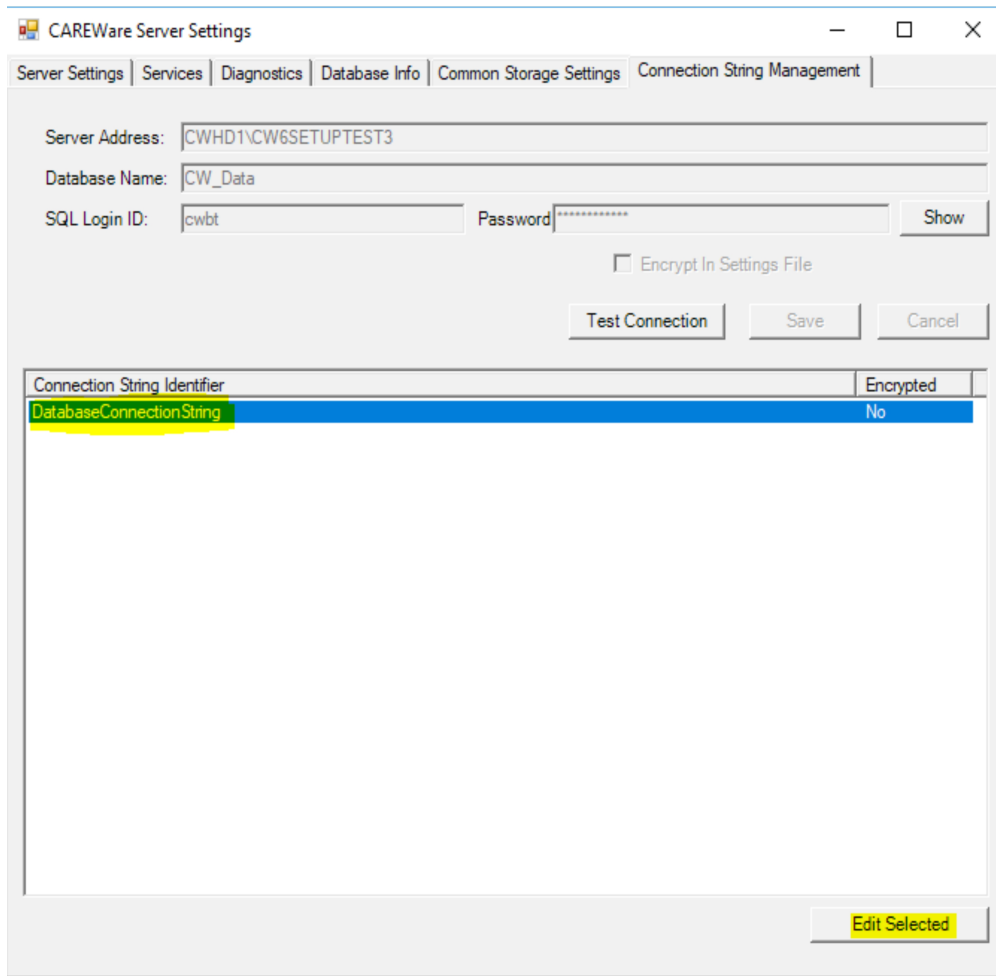 CAREWare Server Settings
Server Settings Services Diagnostics Database Info Common Storage Settings Connection String Management
Server Address: CWHD1\CW6SETUPTEST3
Database Name: CW_Data
SQL Login ID: cwbt Password ************ Show
Encrypt In Settings File
Test Connection Save Cancel
Connection String Identifier Encrypted
DatabaseConnectionString No
Edit Selected